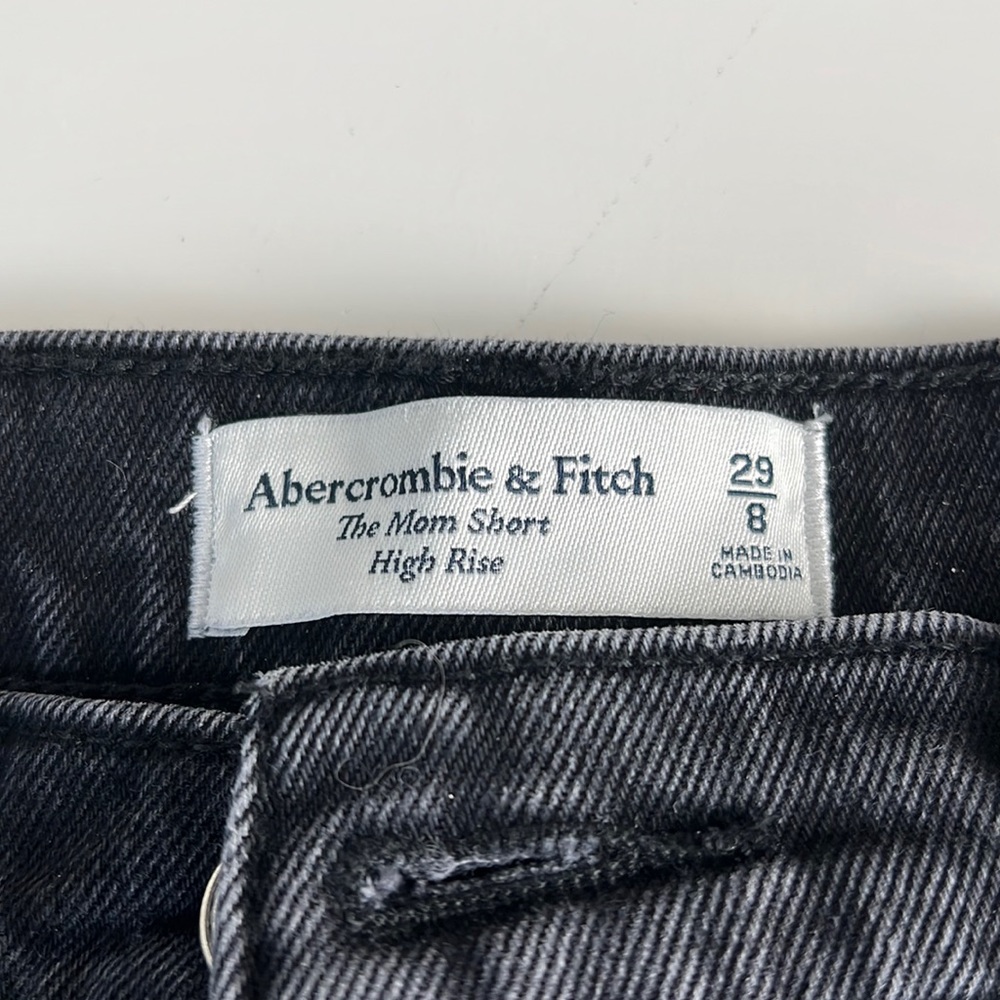 Abercrombie & Fitch
The Mom Short
High Rise
29
8
MADE IN
CAMBODIA